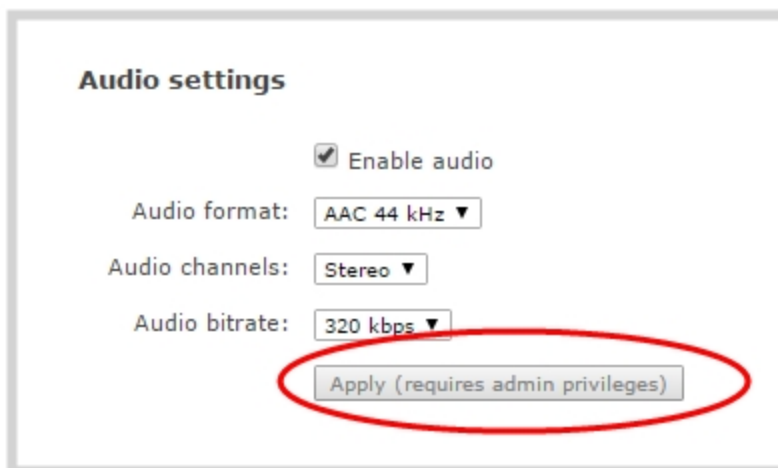 Audio settings
Enable audio
Audio format: AAC 44 kHz
Audio channels: Stereo
Audio bitrate: 320 kbps
Apply (requires admin privileges)